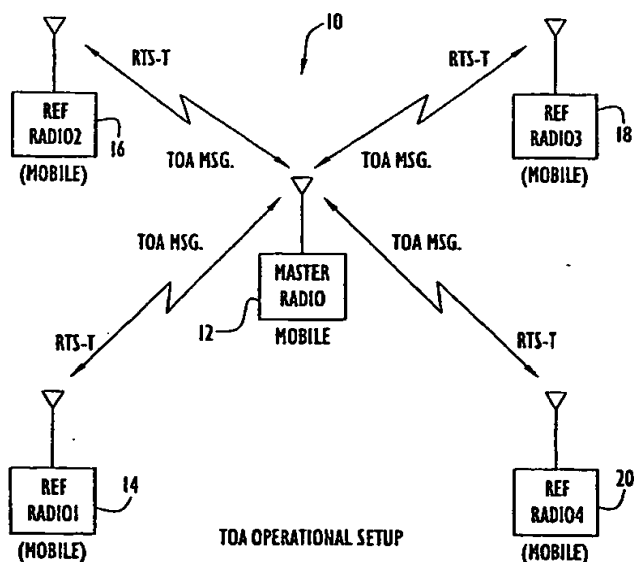 10
RTS-T
RTS-T
REF
RADIO2
16
(MOBILE)
REF
RADIO3
18
(MOBILE)
TOA MSG.
TOA MSG.
TOA MSG.
TOA MSG.
MASTER
RADIO
12
MOBILE
RTS-T
RTS-T
REF
RADIO1
14
(MOBILE)
REF
RADIO4
20
(MOBILE)
TOA OPERATIONAL SETUP